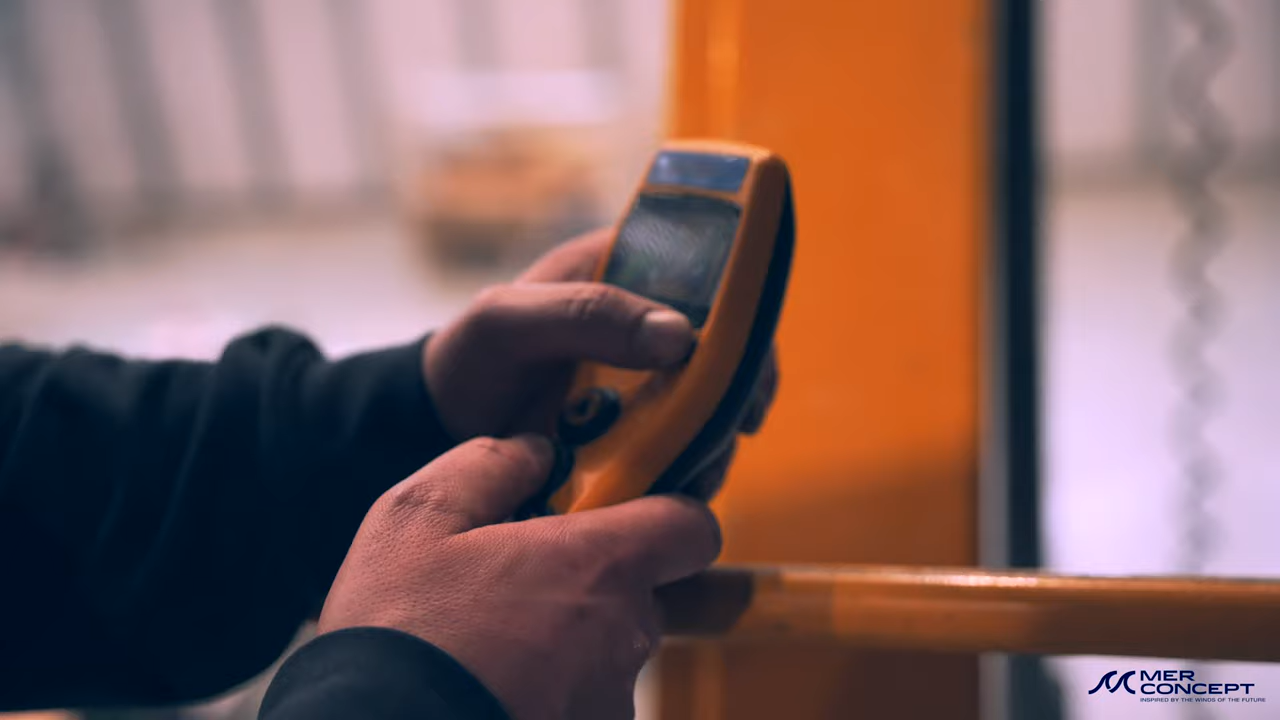 MER
CONCEPT
INSPIRED BY THE WINDS OF THE FUTURE